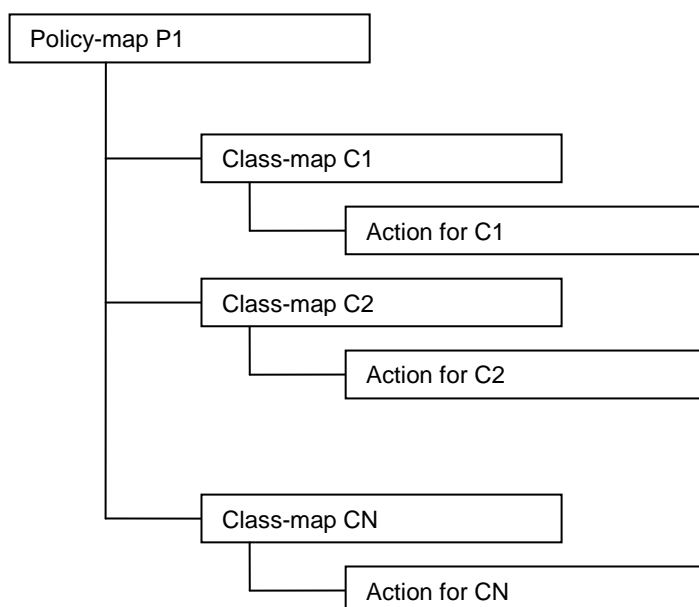 Policy-map P1
Class-map C1
Action for C1
Class-map C2
Action for C2
Class-map CN
Action for CN